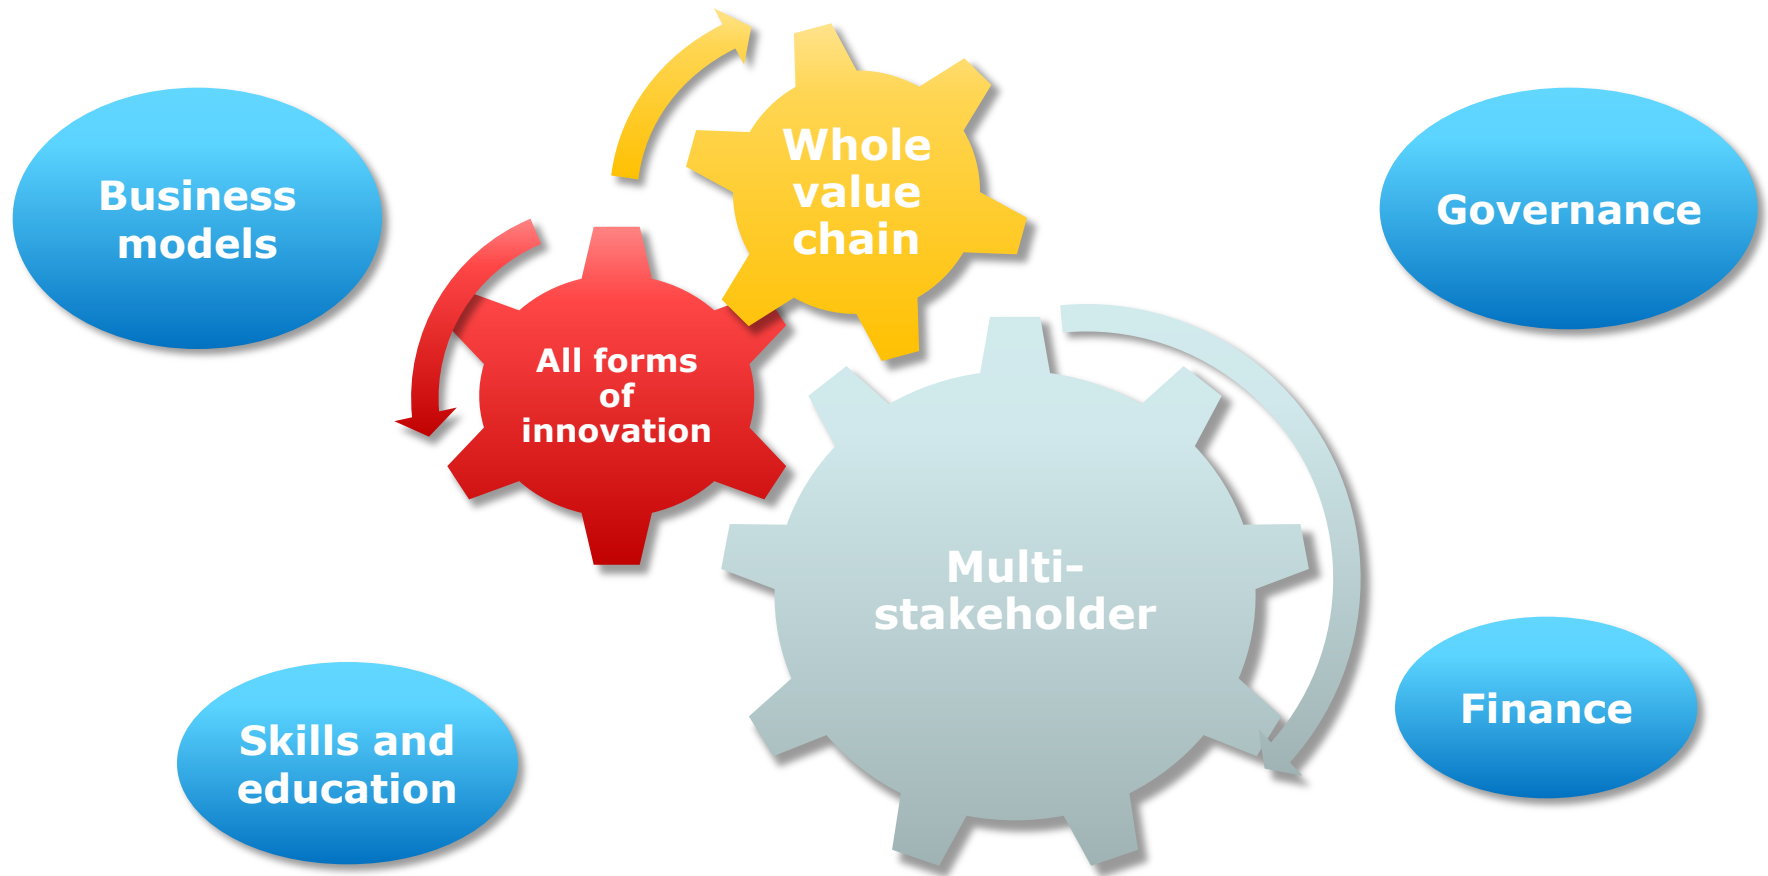 Whole
value
chain
Business
models
Governance
All forms
of
innovation
Multi-
stakeholder
Skills and
education
Finance